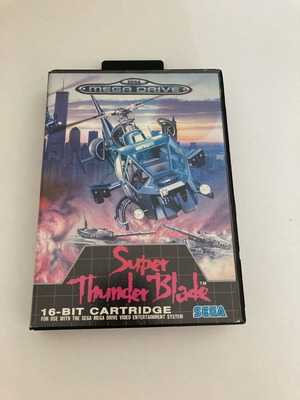 SEGA
MEGA DRIVE
Super
Thunder Blade
TM
16-BIT CARTRIDGE
FOR USE WITH THE SEGA MEGA DRIVE VIDEO ENTERTAINMENT SYSTEM
SEGA